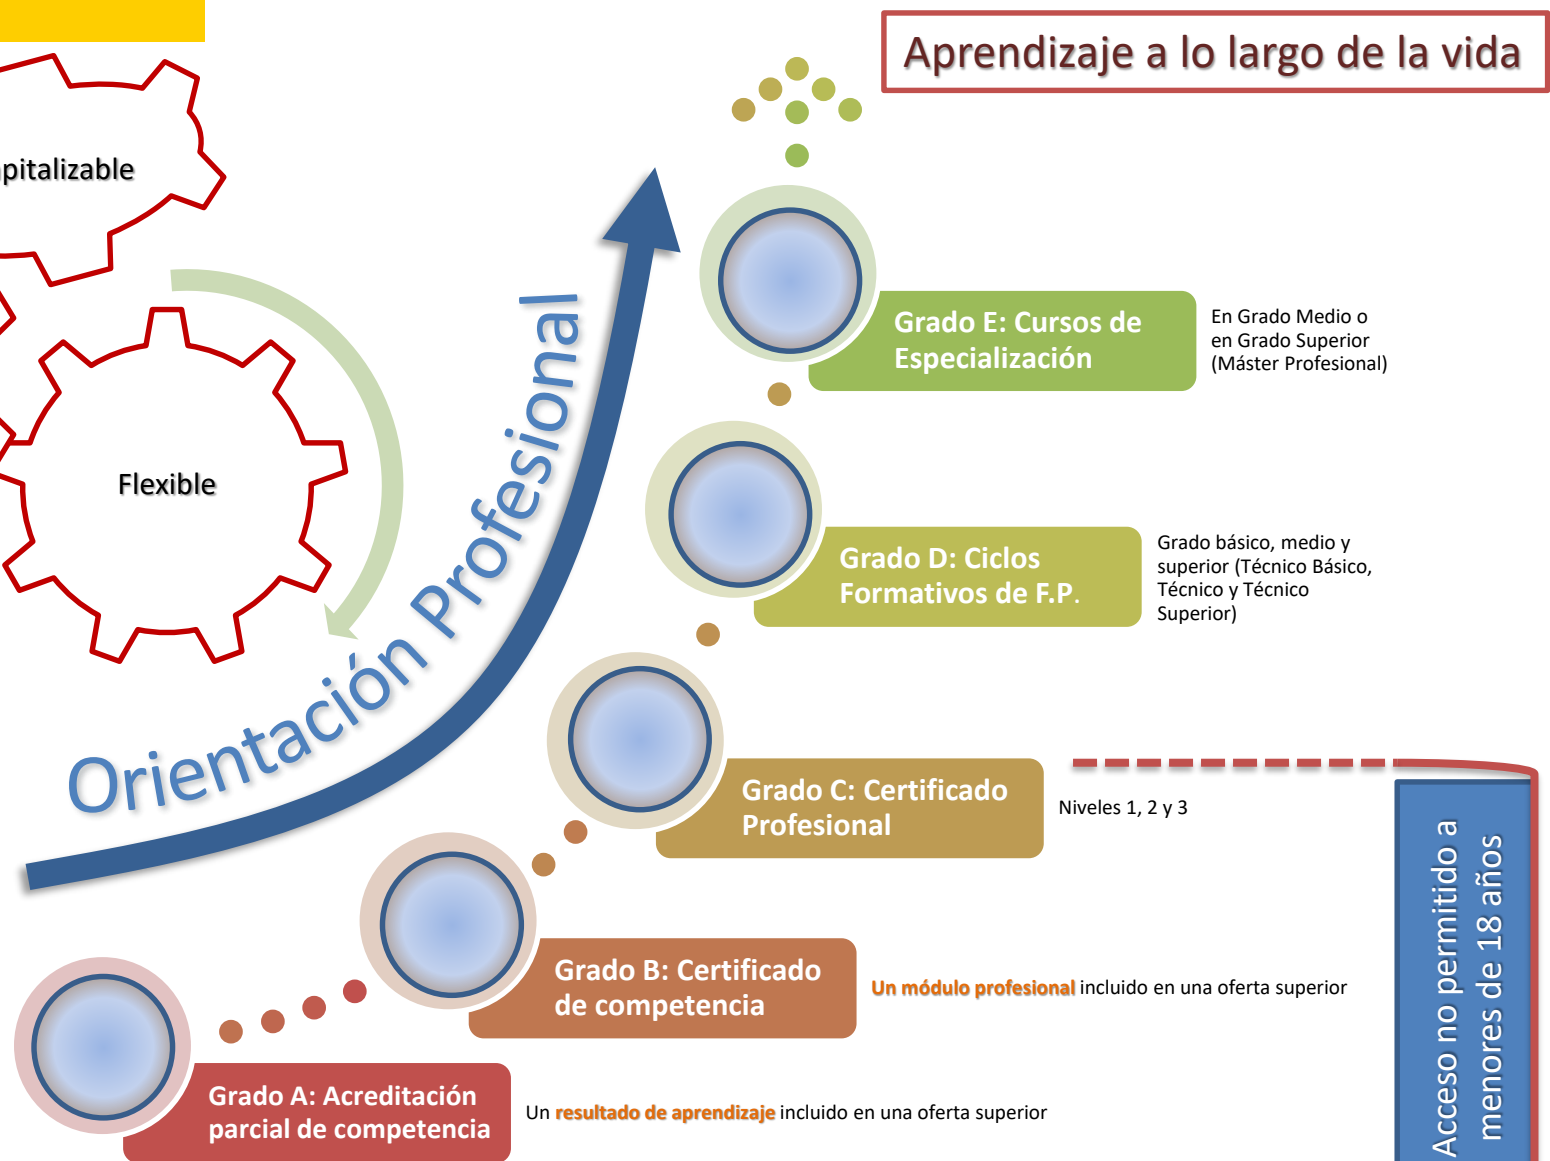 Aprendizaje a lo largo de la vida
pitalizable
Flexible
Orientación Profesional
Grado E: Cursos de
Especialización
En Grado Medio o
en Grado Superior
(Máster Profesional)
Grado D: Ciclos
Formativos de F.P.
Grado básico, medio y
superior (Técnico Básico,
Técnico y Técnico
Superior)
Grado C: Certificado
Profesional
Niveles 1, 2 y 3
Acceso no permitido a
menores de 18 años
Grado B: Certificado
de competencia
Un módulo profesional incluido en una oferta superior
Grado A: Acreditación
parcial de competencia
Un resultado de aprendizaje incluido en una oferta superior